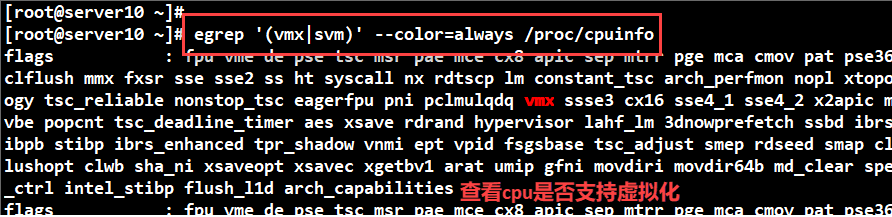 [root@server10 ~]#
[root@server10 ~]# egrep '(vmx|svm)' --color=always /proc/cpuinfo
flags : fpu vme de pse tsc msr pae mce cx8 apic sep mtrr pge mca cmov pat pse36
clflush mmx fxsr sse sse2 ss ht syscall nx rdtscp lm constant_tsc arch_perfmon nopl xtopo
ogy tsc_reliable nonstop_tsc eagerfpu pni pclmulqdq vmx ssse3 cx16 sse4_1 sse4_2 x2apic m
vbe popcnt tsc_deadline_timer aes xsave rdrand hypervisor lahf_lm 3dnowprefetch ssbd ibrs
ibpb stibp ibrs_enhanced tpr_shadow vnmi ept vpid fsgsbase tsc_adjust smep rdseed smap cl
lushopt clwb sha_ni xsaveopt xsavec xgetbv1 arat umip gfni movdiri movdir64b md_clear spe
_ctrl intel_stibp flush_l1d arch_capabilities 查看cpu是否支持虚拟化
flags : fpu vme de pse tsc msr pae mce cx8 apic sep mtrr pge mca cmov pat pse36